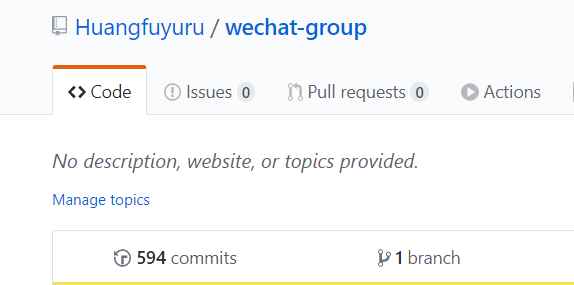 Huangfuyuru / wechat-group
Code Issues 0 Pull requests 0 Actions
No description, website, or topics provided.
Manage topics
594 commits 1 branch